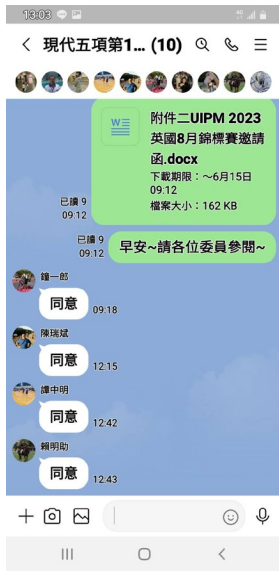 13:03
現代五項第1... (10)
附件二UIPM 2023
英國8月錦標賽邀請
函.docx
下載期限：～6月15日
09:12
檔案大小：162 KB
已讀 9
09:12
已讀 9
09:12
早安~請各位委員參閱~
鐘一郎
同意
09:18
陳瑞斌
同意
12:15
譚中明
同意
12:42
賴明助
同意
12:43